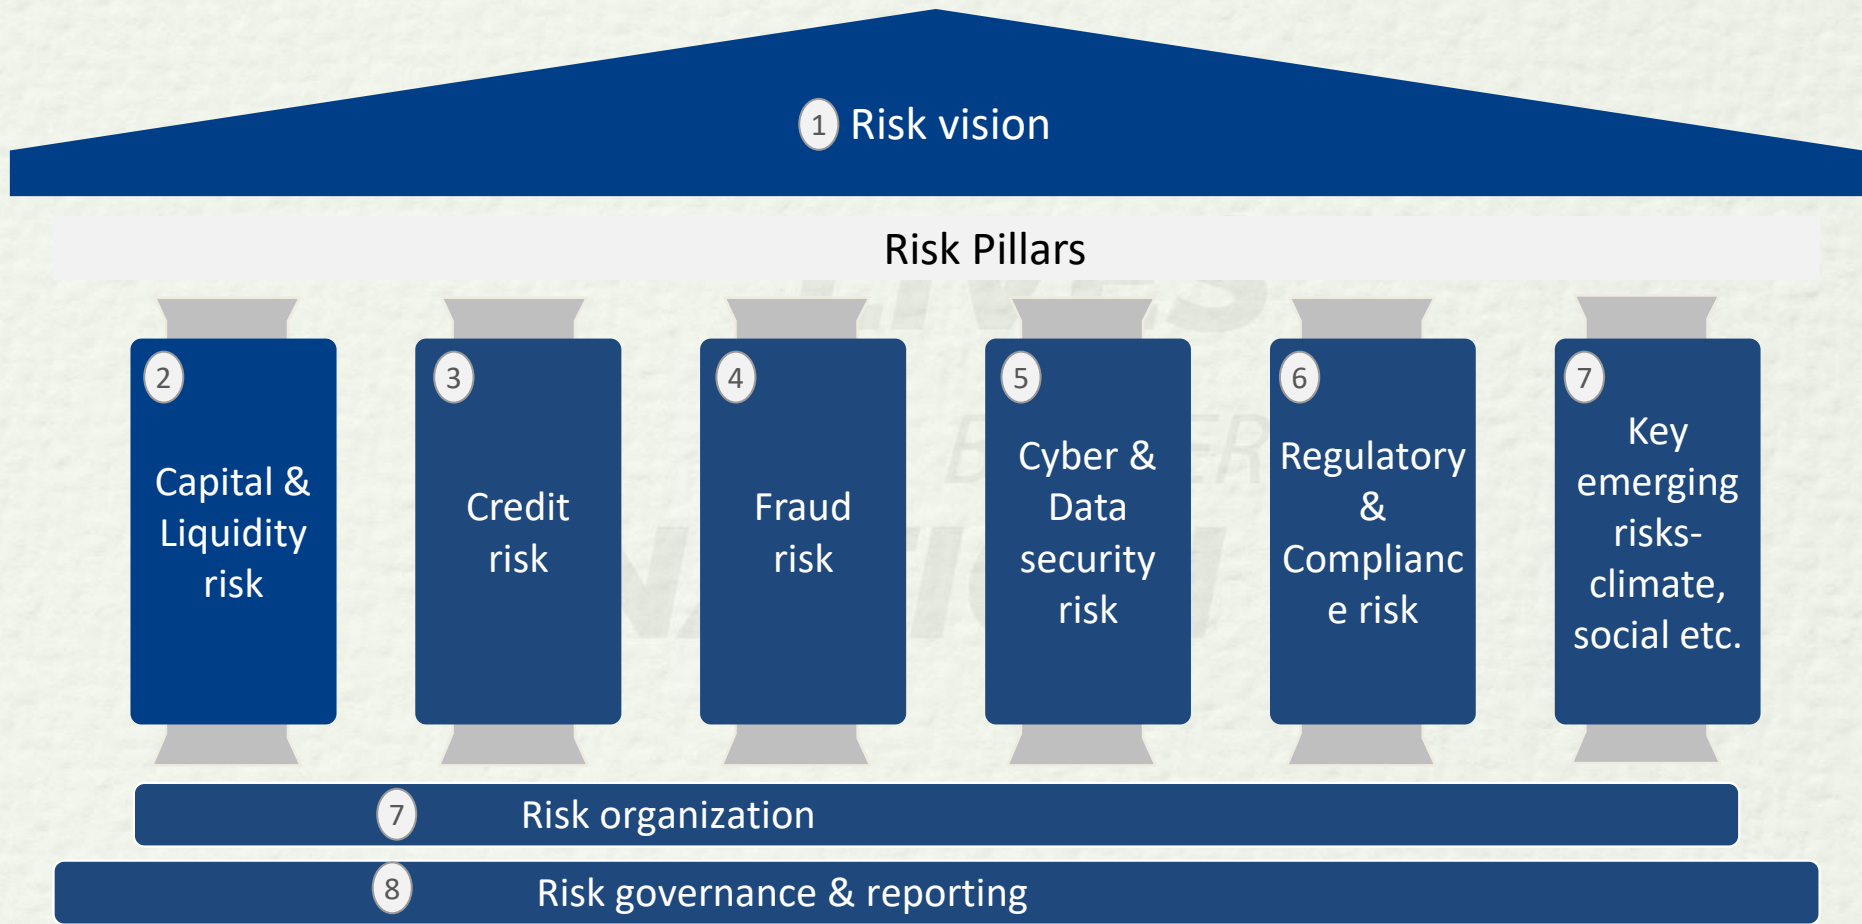 1 Risk vision
Risk Pillars
2
Capital &
Liquidity
risk
3
Credit
risk
4
Fraud
risk
5
Cyber &
Data
security
risk
6
Regulatory
&
Complianc
e risk
7
Key
emerging
risks-
climate,
social etc.
7 Risk organization
8 Risk governance & reporting
LIVES
NATION